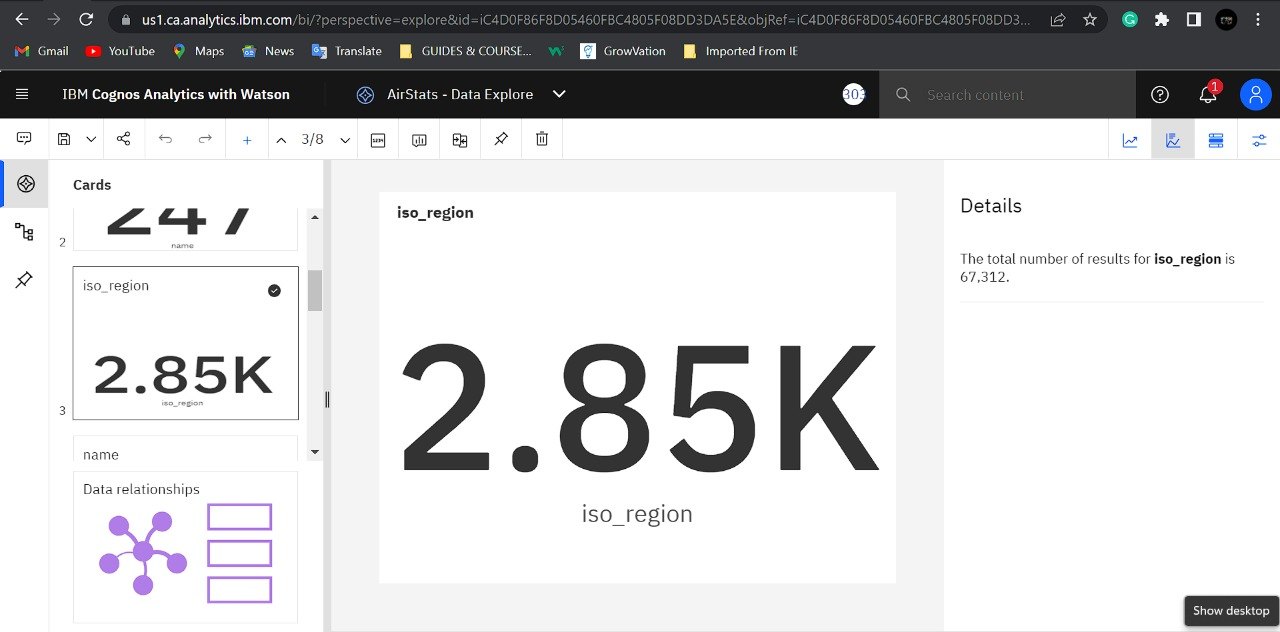 us1.ca.analytics.ibm.com/bi/?perspective=explore&id=iC4D0F86F8D05460FBC4805F08DD3DA5E&objRef=iC4D0F86F8D05460FBC4805F08DD3...
Gmail YouTube Maps News Translate GUIDES & COURSE... GrowVation Imported From IE
IBM Cognos Analytics with Watson AirStats - Data Explore 303 Search content 1
3/8
Cards
247
name
2
iso_region
2.85K
iso_region
3
name
Data relationships
iso_region
2.85K
iso_region
Details
The total number of results for iso_region is
67,312.
Show desktop